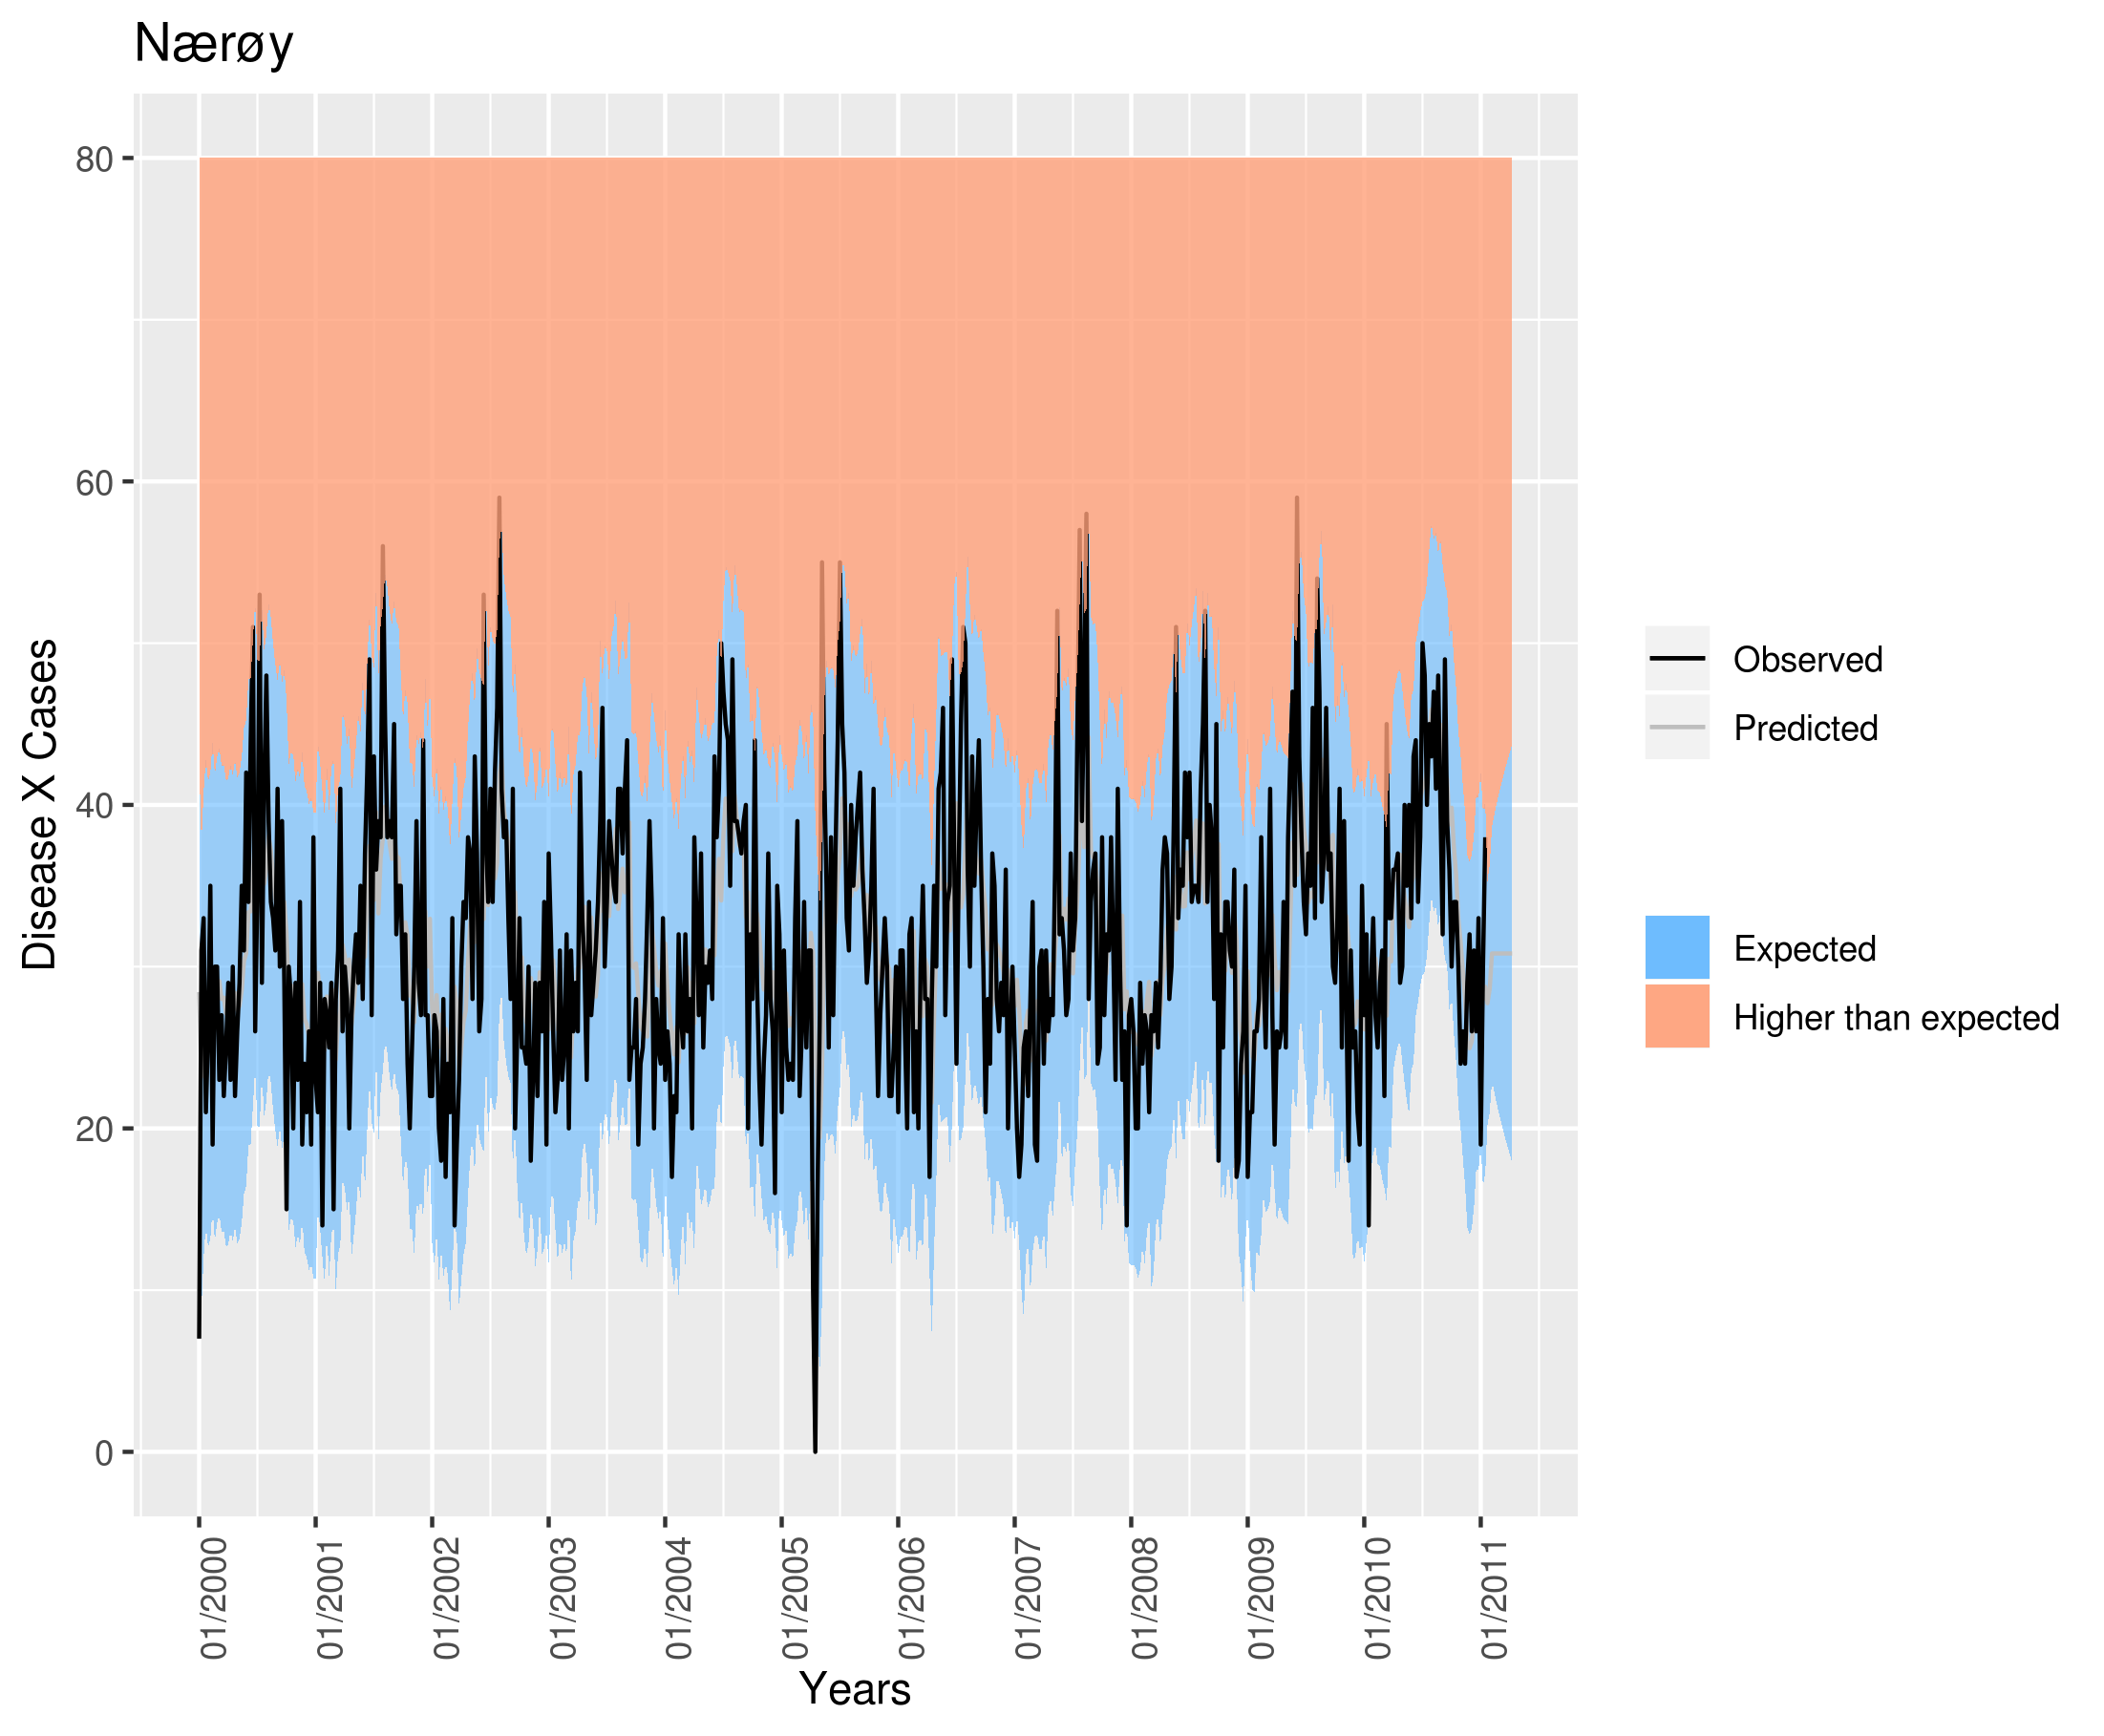 Nærøy
Disease X Cases
80
60
40
20
0
01/2000
01/2001
01/2002
01/2003
01/2004
01/2005
01/2006
01/2007
01/2008
01/2009
01/2010
01/2011
Years
Observed
Predicted
Expected
Higher than expected